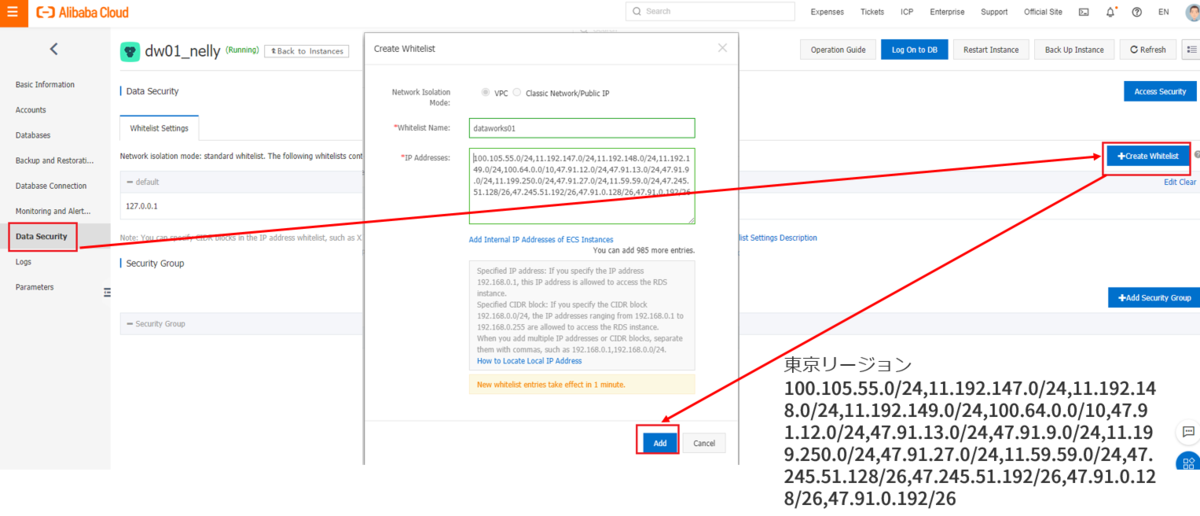 Alibaba Cloud
Search
Expenses
Tickets
ICP
Enterprise
Support
Official Site
EN
dw01_nelly
(Running)
Back to Instances
Operation Guide
Log On to DB
Restart Instance
Back Up Instance
Refresh
Basic Information
Accounts
Databases
Backup and Restorati...
Database Connection
Monitoring and Alert...
Data Security
Logs
Parameters
Data Security
Access Security
Whitelist Settings
Network isolation mode: standard whitelist. The following whitelists cont
+Create Whitelist
default
Edit Clear
127.0.0.1
Note: You can specify CIDR blocks in the IP address whitelist, such as X
list Settings Description
Security Group
+Add Security Group
Security Group
Create Whitelist
Network Isolation
Mode:
VPC
Classic Network/Public IP
*Whitelist Name:
dataworks01
*IP Addresses:
100.105.55.0/24,11.192.147.0/24,11.192.148.0/24,11.192.1
49.0/24,100.64.0.0/10,47.91.12.0/24,47.91.13.0/24,47.91.9
.0/24,11.199.250.0/24,47.91.27.0/24,11.59.59.0/24,47.245.
51.128/26,47.245.51.192/26,47.91.0.128/26,47.91.0.192/26
Add Internal IP Addresses of ECS Instances
You can add 985 more entries.
Specified IP address: If you specify the IP address
192.168.0.1, this IP address is allowed to access the RDS
instance.
Specified CIDR block: If you specify the CIDR block
192.168.0.0/24, the IP addresses ranging from 192.168.0.1 to
192.168.0.255 are allowed to access the RDS instance.
When you add multiple IP addresses or CIDR blocks, separate
them with commas, such as 192.168.0.1,192.168.0.0/24.
How to Locate Local IP Address
New whitelist entries take effect in 1 minute.
Add
Cancel
東京リージョン
100.105.55.0/24,11.192.147.0/24,11.192.14
8.0/24,11.192.149.0/24,100.64.0.0/10,47.9
1.12.0/24,47.91.13.0/24,47.91.9.0/24,11.19
9.250.0/24,47.91.27.0/24,11.59.59.0/24,47.
245.51.128/26,47.245.51.192/26,47.91.0.12
8/26,47.91.0.192/26